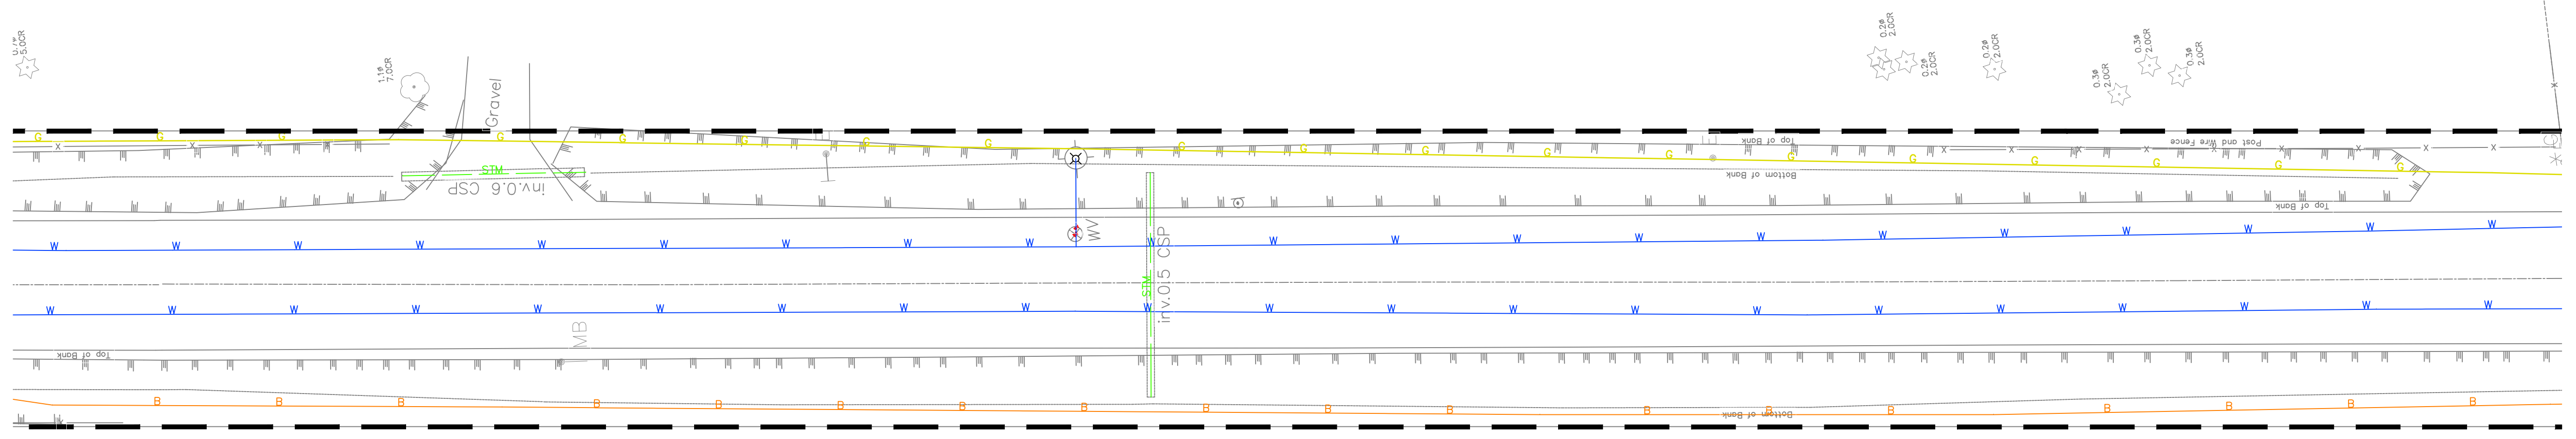 5.0CR
1.1ø
7.0CR
Gravel
0.2ø
2.0CR
0.2ø
2.0CR
0.2ø
2.0CR
0.3ø
2.0CR
0.3ø
2.0CR
0.3ø
2.0CR
G G G G G G G G G G G G G G G G G G G
X X X X
Top of Bank
Post and Wire Fence
X X X X X X X X X
STM
inv.0.6 CSP
Bottom of Bank
Top of Bank
WV
W W W W W W W W W W W W W W W W W W W W W
STM
inv.0.5 CSP
W W W W W W W W W W W W W W W W W W W W W
MB
Top of Bank
B B B B B B B B B B B B B B B B B B B
Bottom of Bank